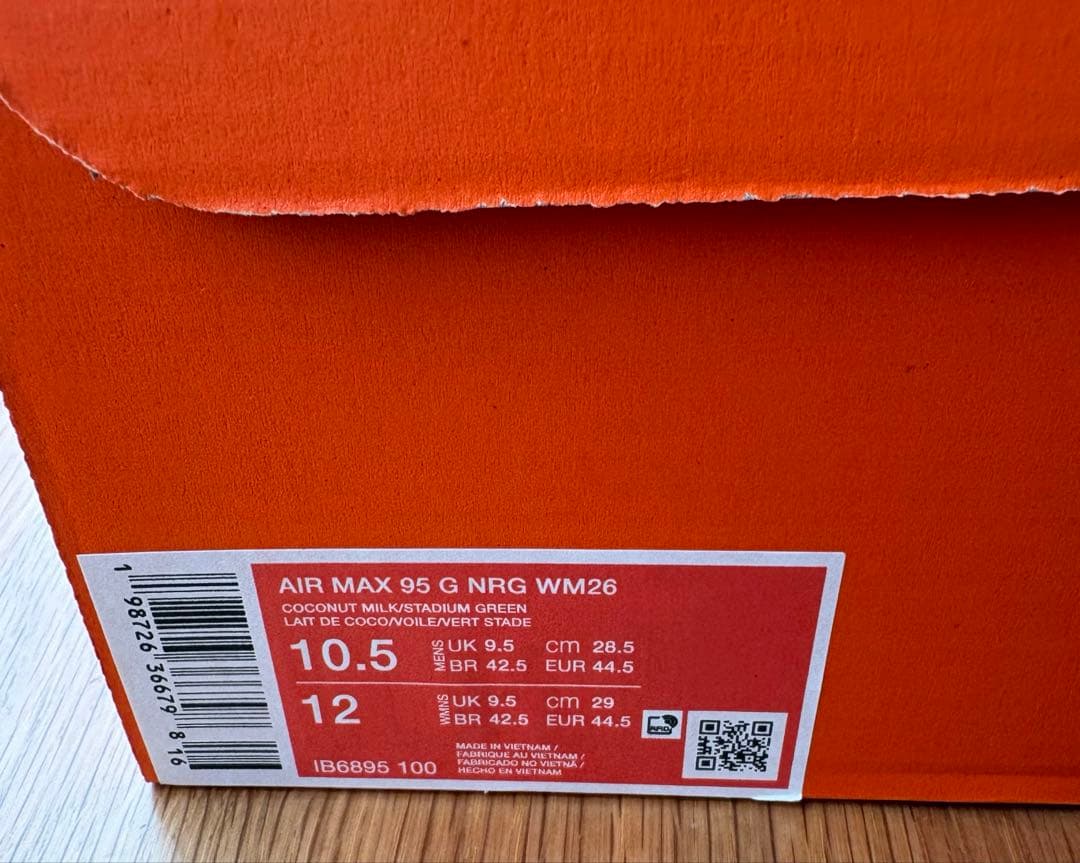 AIR MAX 95 G NRG WM26
COCONUT MILK/STADIUM GREEN
LAIT DE COCO/VOILE/VERT STADE
10.5 MENS UK 9.5 CM 28.5
BR 42.5 EUR 44.5
12 WMNS UK 9.5 CM 29
BR 42.5 EUR 44.5
RFID
MADE IN VIETNAM /
FABRIQUE AU VIETNAM /
FABRICADO NO VIETNÃ /
HECHO EN VIETNAM
IB6895 100
1 98726 36679 8 16